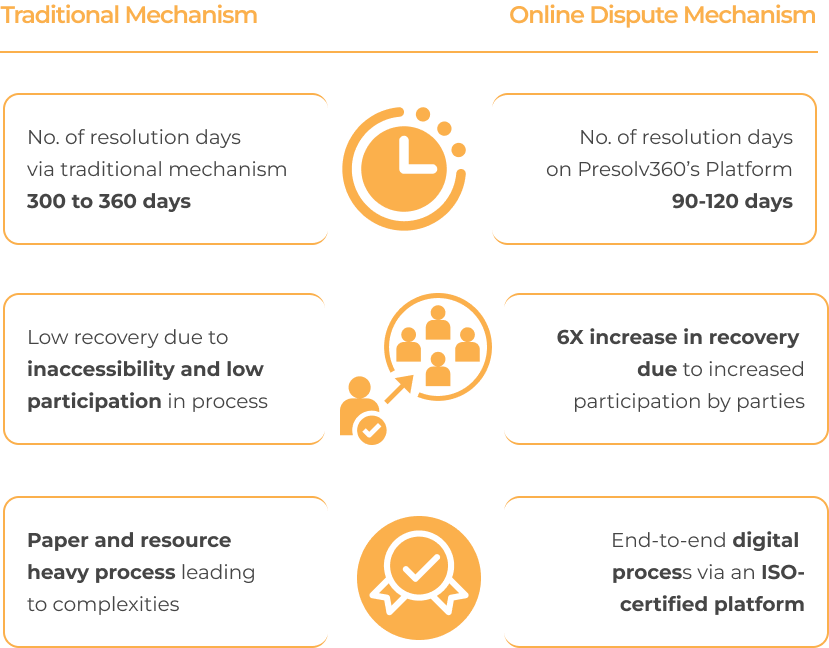 Traditional Mechanism
Online Dispute Mechanism
No. of resolution days
via traditional mechanism
300 to 360 days
No. of resolution days
on Presolv360's Platform
90-120 days
Low recovery due to
inaccessibility and low
participation in process
6X increase in recovery
due to increased
participation by parties
Paper and resource
heavy process leading
to complexities
End-to-end digital
process via an ISO-
certified platform